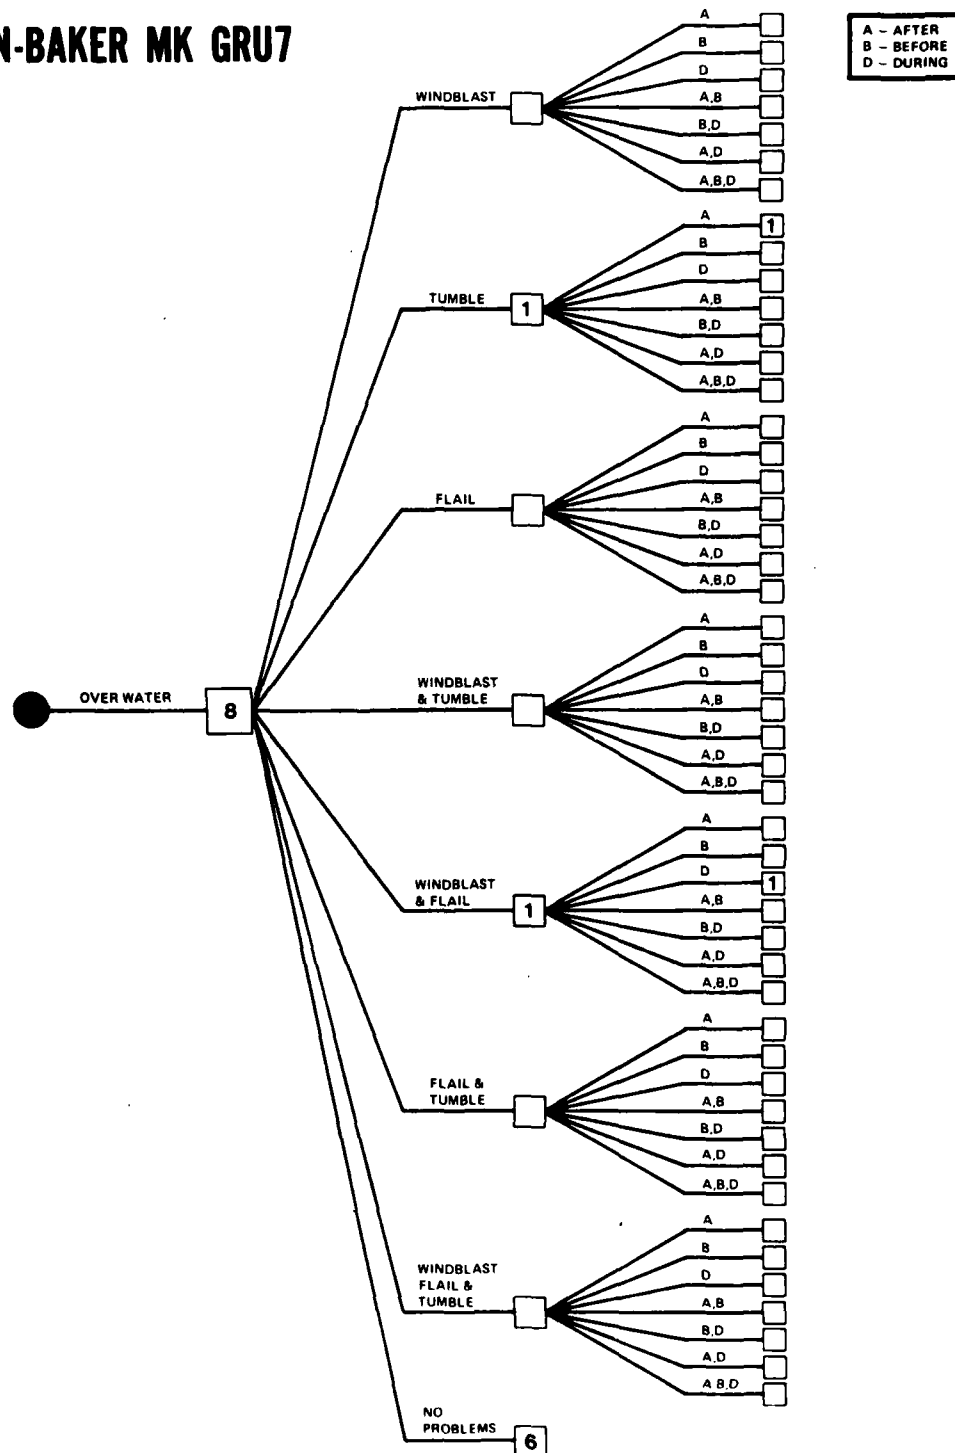 N-BAKER MK GRU7
A - AFTER
B - BEFORE
D - DURING
OVER WATER
8
WINDBLAST
A
B
D
A,B
B,D
A,D
A,B,D
TUMBLE
1
A
1
B
D
A,B
B,D
A,D
A,B,D
FLAIL
A
B
D
A,B
B,D
A,D
A,B,D
WINDBLAST
& TUMBLE
A
B
D
A,B
B,D
A,D
A,B,D
WINDBLAST
& FLAIL
1
A
B
D
1
A,B
B,D
A,D
A,B,D
FLAIL &
TUMBLE
A
B
D
A,B
B,D
A,D
A,B,D
WINDBLAST
FLAIL &
TUMBLE
A
B
D
A,B
B,D
A,D
A B,D
NO
PROBLEMS
6